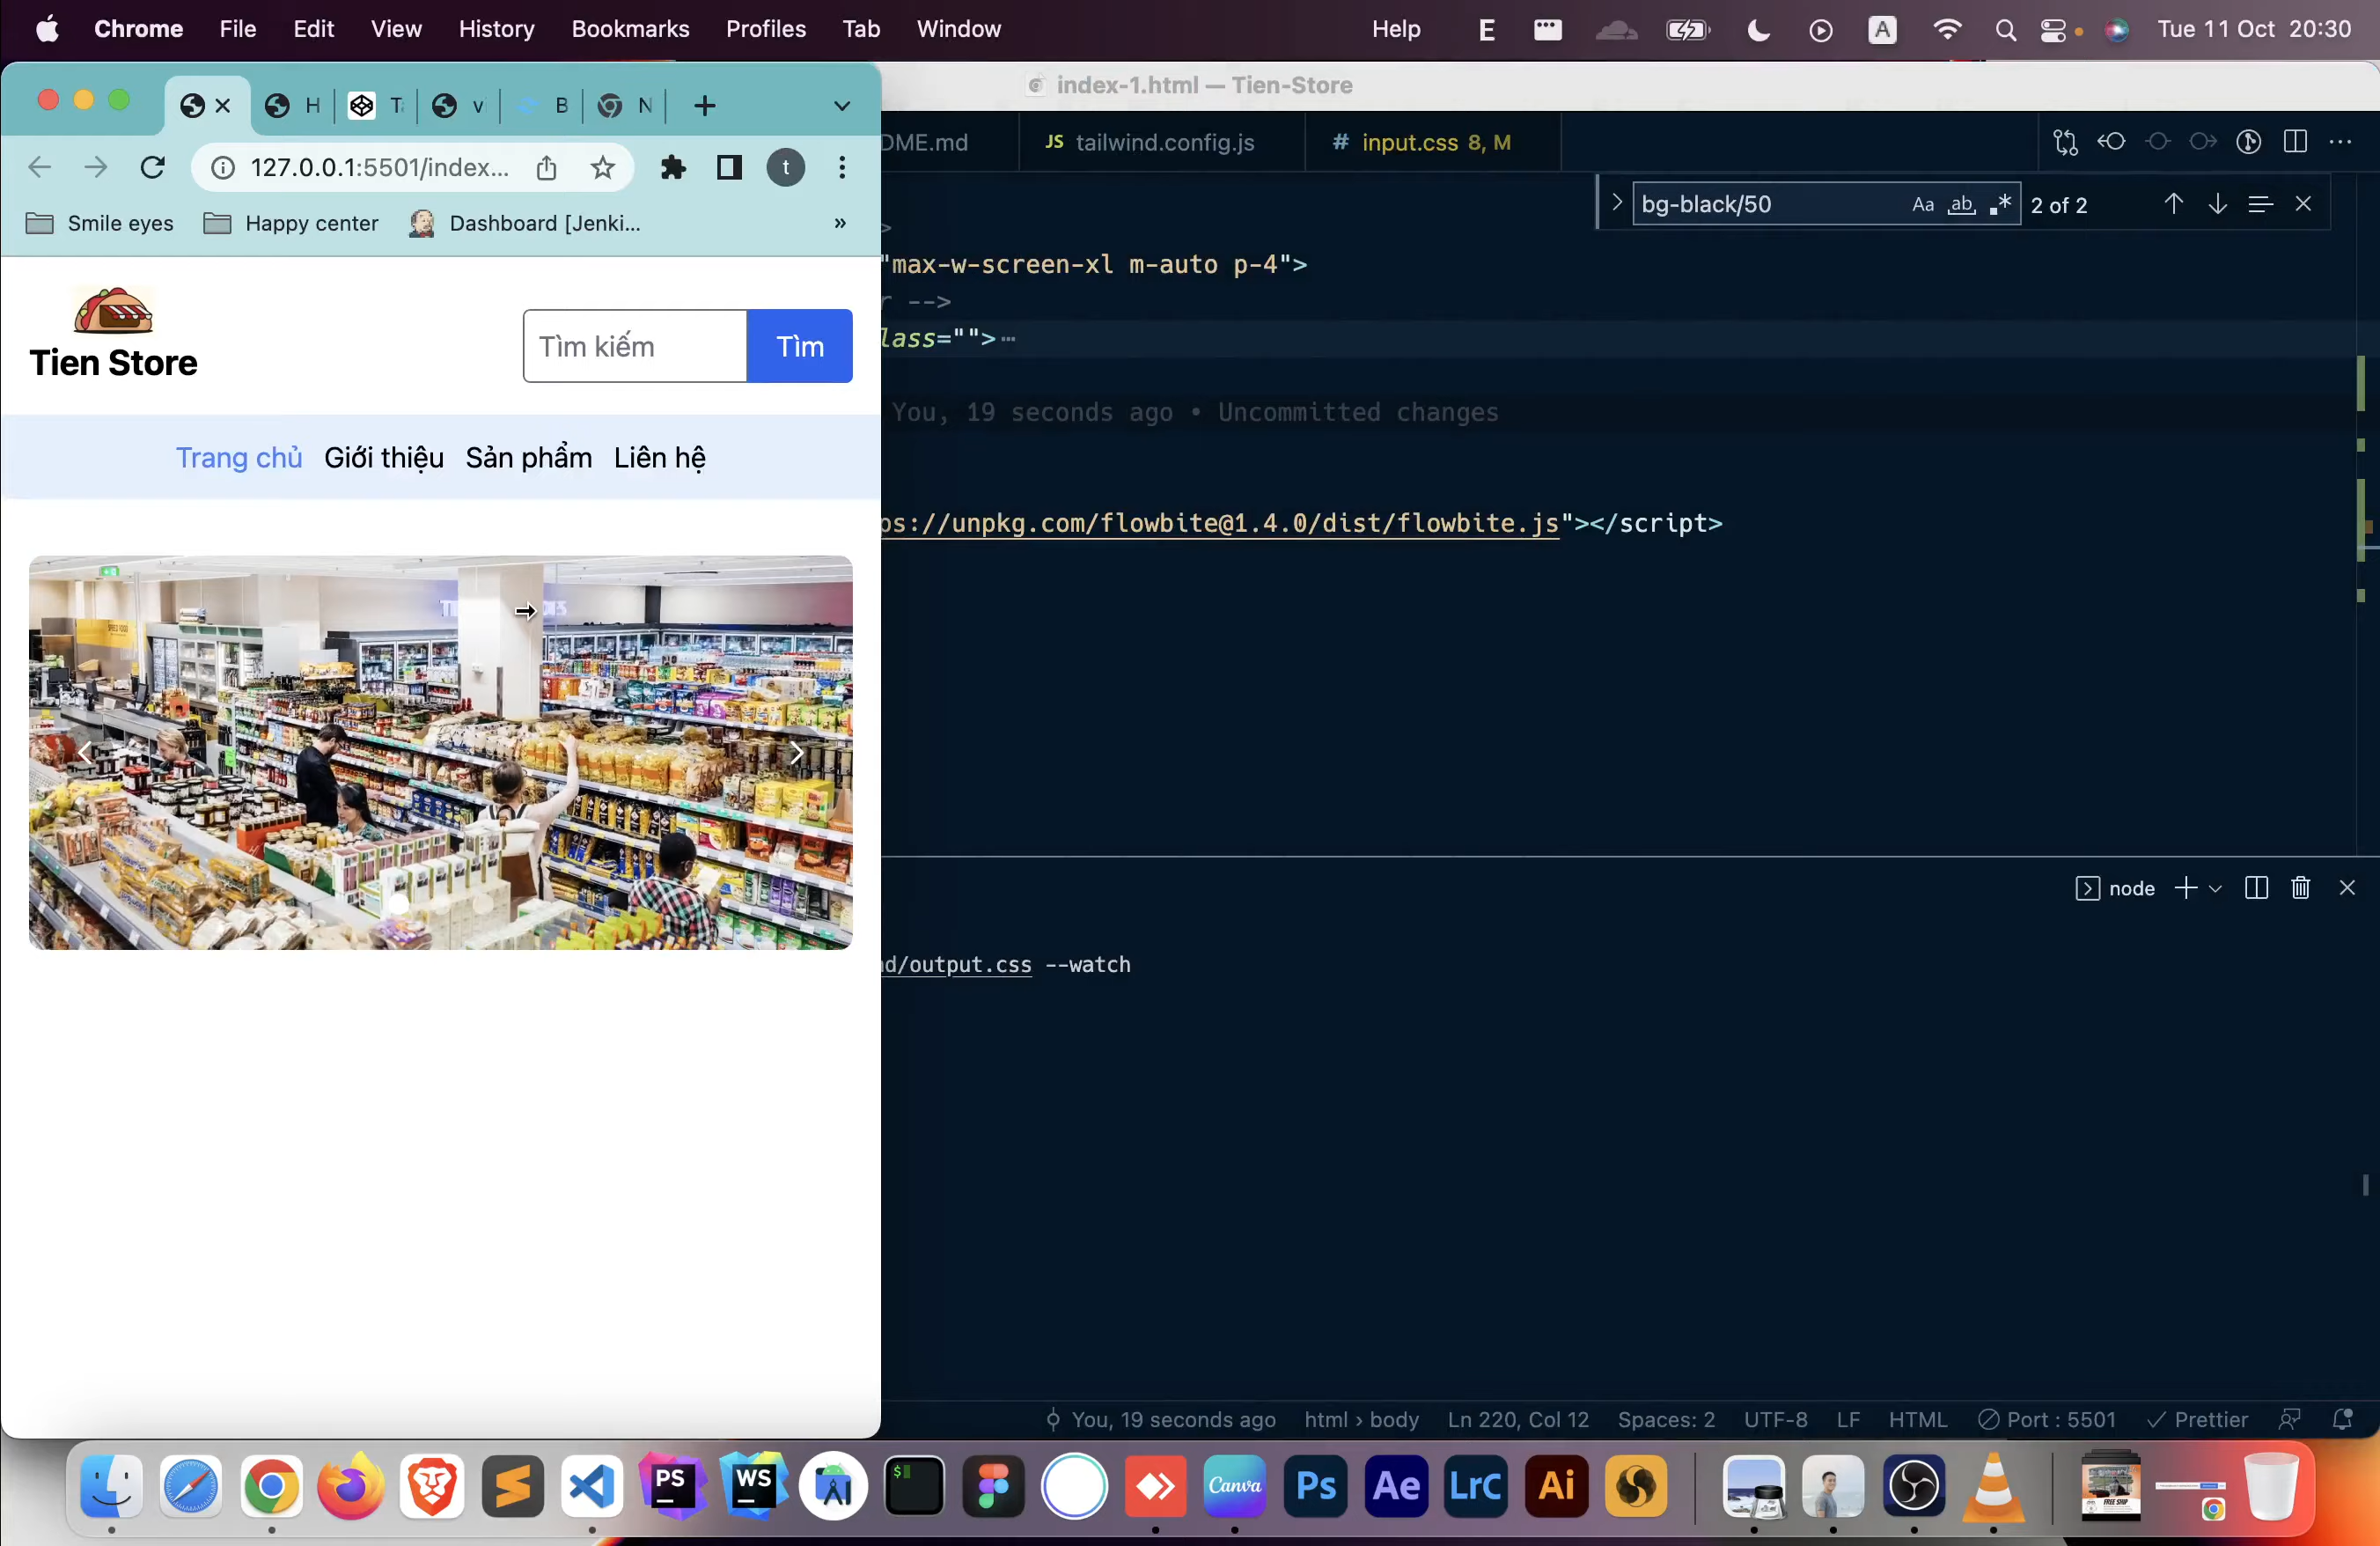 Chrome File Edit View History Bookmarks Profiles Tab Window Help Tue 11 Oct 20:30
index-1.html — Tien-Store
H
v
B
N
127.0.0.1:5501/index...
t
Smile eyes Happy center Dashboard [Jenki...
»
Tien Store
Tìm kiếm Tìm
Trang chủ Giới thiệu Sản phẩm Liên hệ
DME.md JS tailwind.config.js # input.css 8, M
bg-black/50 Aa ab 2 of 2
>
"max-w-screen-xl m-auto p-4">
r -->
lass="">
You, 19 seconds ago • Uncommitted changes
ps://unpkg.com/flowbite@1.4.0/dist/flowbite.js"></script>
node
nd/output.css --watch
You, 19 seconds ago html > body Ln 220, Col 12 Spaces: 2 UTF-8 LF HTML Port : 5501 Prettier
PS WS Canva Ps Ae LrC Ai
FREE SHIP